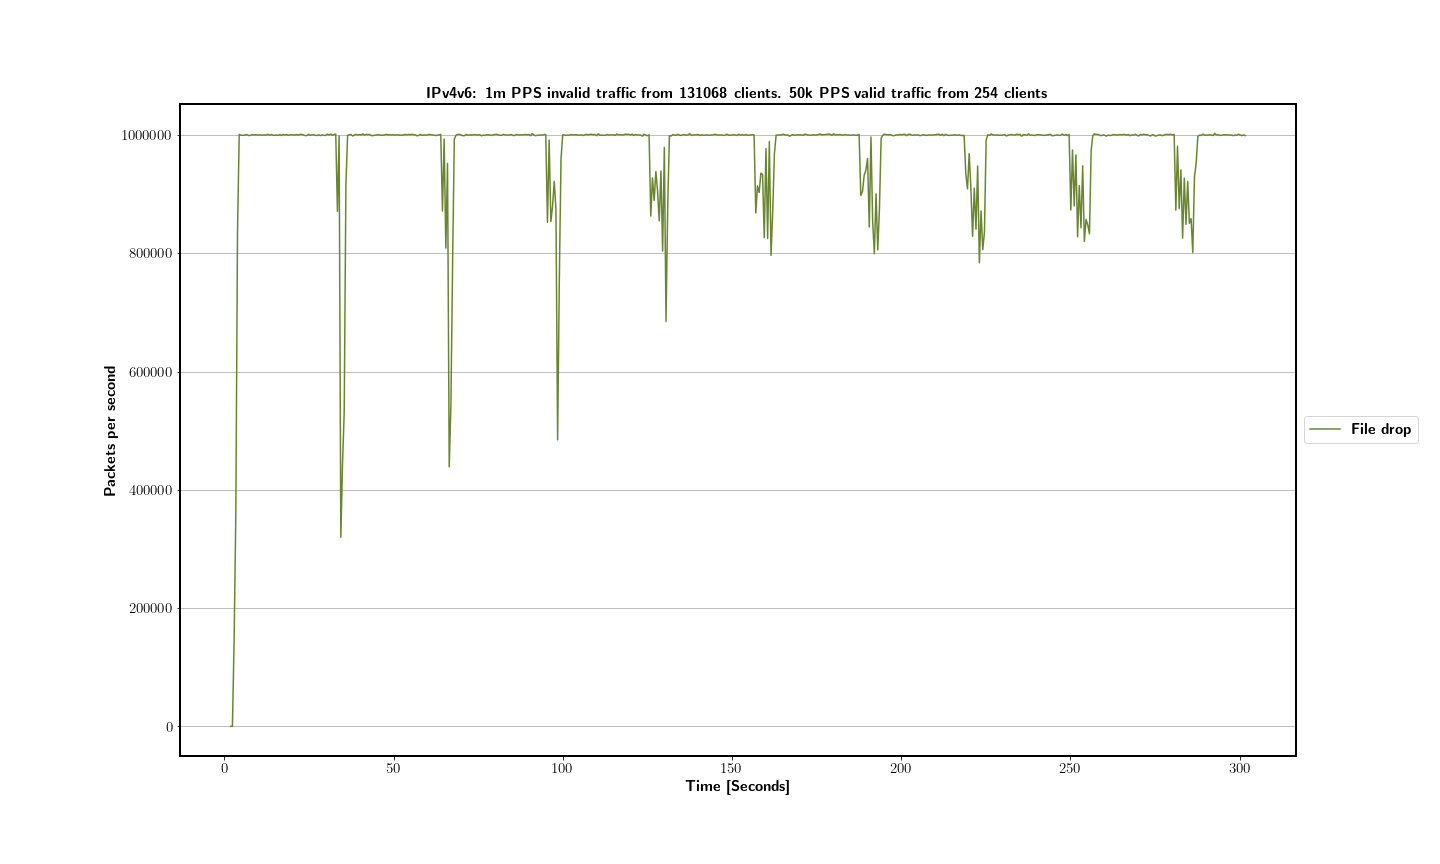 IPv4v6: 1m PPS invalid traffic from 131068 clients. 50k PPS valid traffic from 254 clients
1000000
800000
600000
400000
200000
0
Packets per second
0 50 100 150 200 250 300
Time [Seconds]
File drop